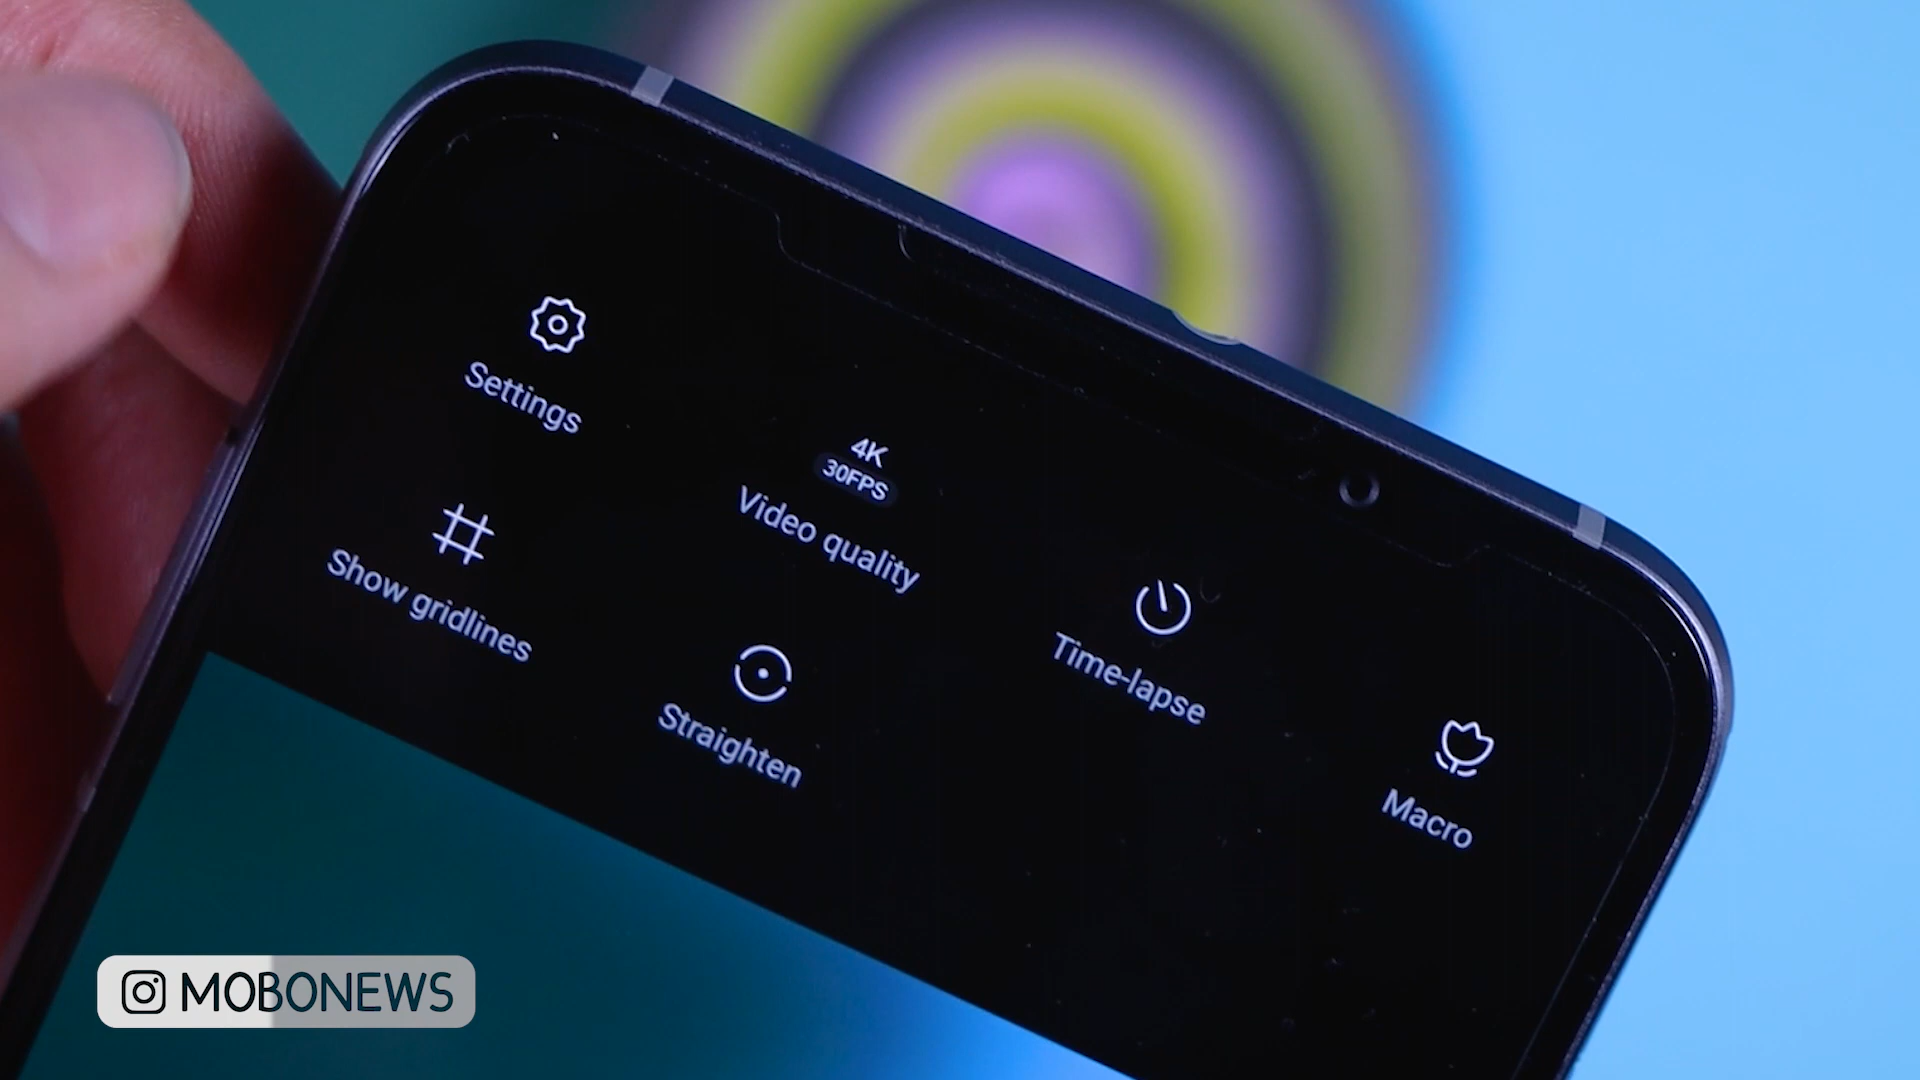 Settings
4K
30FPS
Video quality
Time-lapse
Macro
Show gridlines
Straighten
MOBONEWS